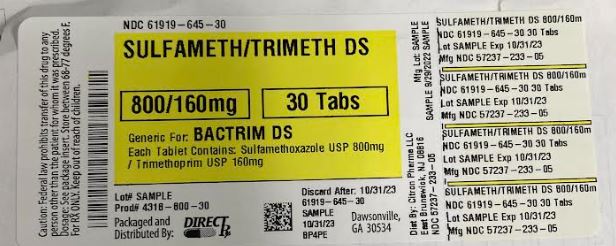 Caution: Federal law prohibits transfer of this drug to any
person other than the patient for whom it was prescribed.
Dosage: See package insert. Store between 68-77 degrees F.
For RX ONLY. Keep out of reach of children.
NDC 61919-645-30
SULFAMETH/TRIMETH DS
800/160mg
30 Tabs
Generic For: BACTRIM DS
Each Tablet Contains: Sulfamethoxazole USP 800mg
/ Trimethoprim USP 160mg
Lot# SAMPLE
Prod# 4316-800-30
Packaged and
Distributed By:
DIRECT Rx
Discard After: 10/31/23
61919-645-30
SAMPLE
10/31/23
BP4PE
Dawsonville,
GA 30534
Mfg Lot: SAMPLE
SAMPLE 9/29/2022 SAMPLE
Dist By: Citron Pharma LLC
East Brunswick, NJ 08816
NDC 57237-233-05
SULFAMETH/TRIMETH DS 800/160m
NDC 61919-645-30 30 Tabs
Lot SAMPLE Exp 10/31/23
Mfg NDC 57237-233-05
SULFAMETH/TRIMETH DS 800/160m
NDC 61919-645-30 30 Tabs
Lot SAMPLE Exp 10/31/23
Mfg NDC 57237-233-05
SULFAMETH/TRIMETH DS 800/160m
NDC 61919-645-30 30 Tabs
Lot SAMPLE Exp 10/31/23
Mfg NDC 57237-233-05
SULFAMETH/TRIMETH DS 800/160m
NDC 61919-645-30 30 Tabs
Lot SAMPLE Exp 10/31/23
Mfg NDC 57237-233-05